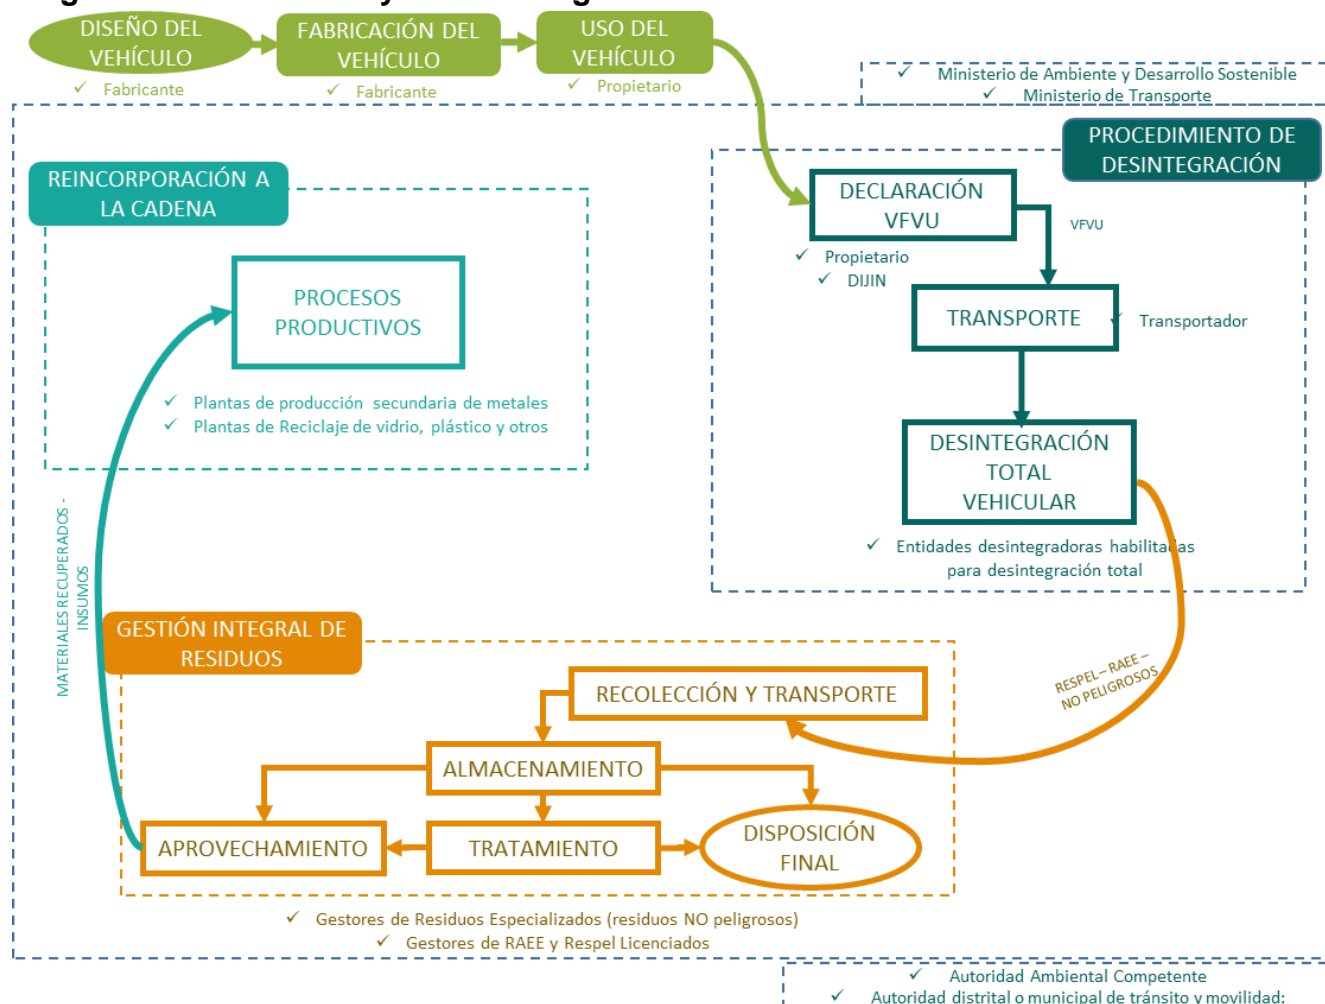 DISEÑO DEL
VEHÍCULO
✓ Fabricante
FABRICACIÓN DEL
VEHÍCULO
✓ Fabricante
USO DEL
VEHÍCULO
✓ Propietario
✓ Ministerio de Ambiente y Desarrollo Sostenible
✓ Ministerio de Transporte
PROCEDIMIENTO DE
DESINTEGRACIÓN
DECLARACIÓN
VFVU
✓ Propietario
✓ DIJIN
VFVU
TRANSPORTE
✓ Transportador
DESINTEGRACIÓN
TOTAL
VEHICULAR
✓ Entidades desintegradoras habilitadas
para desintegración total
REINCORPORACIÓN A
LA CADENA
PROCESOS
PRODUCTIVOS
✓ Plantas de producción secundaria de metales
✓ Plantas de Reciclaje de vidrio, plástico y otros
MATERIALES RECUPERADOS -
INSUMOS
GESTIÓN INTEGRAL DE
RESIDUOS
RESPEL – RAEE –
NO PELIGROSOS
RECOLECCIÓN Y TRANSPORTE
ALMACENAMIENTO
APROVECHAMIENTO
TRATAMIENTO
DISPOSICIÓN
FINAL
✓ Gestores de Residuos Especializados (residuos NO peligrosos)
✓ Gestores de RAEE y Respel Licenciados
✓ Autoridad Ambiental Competente
✓ Autoridad distrital o municipal de tránsito y movilidad: